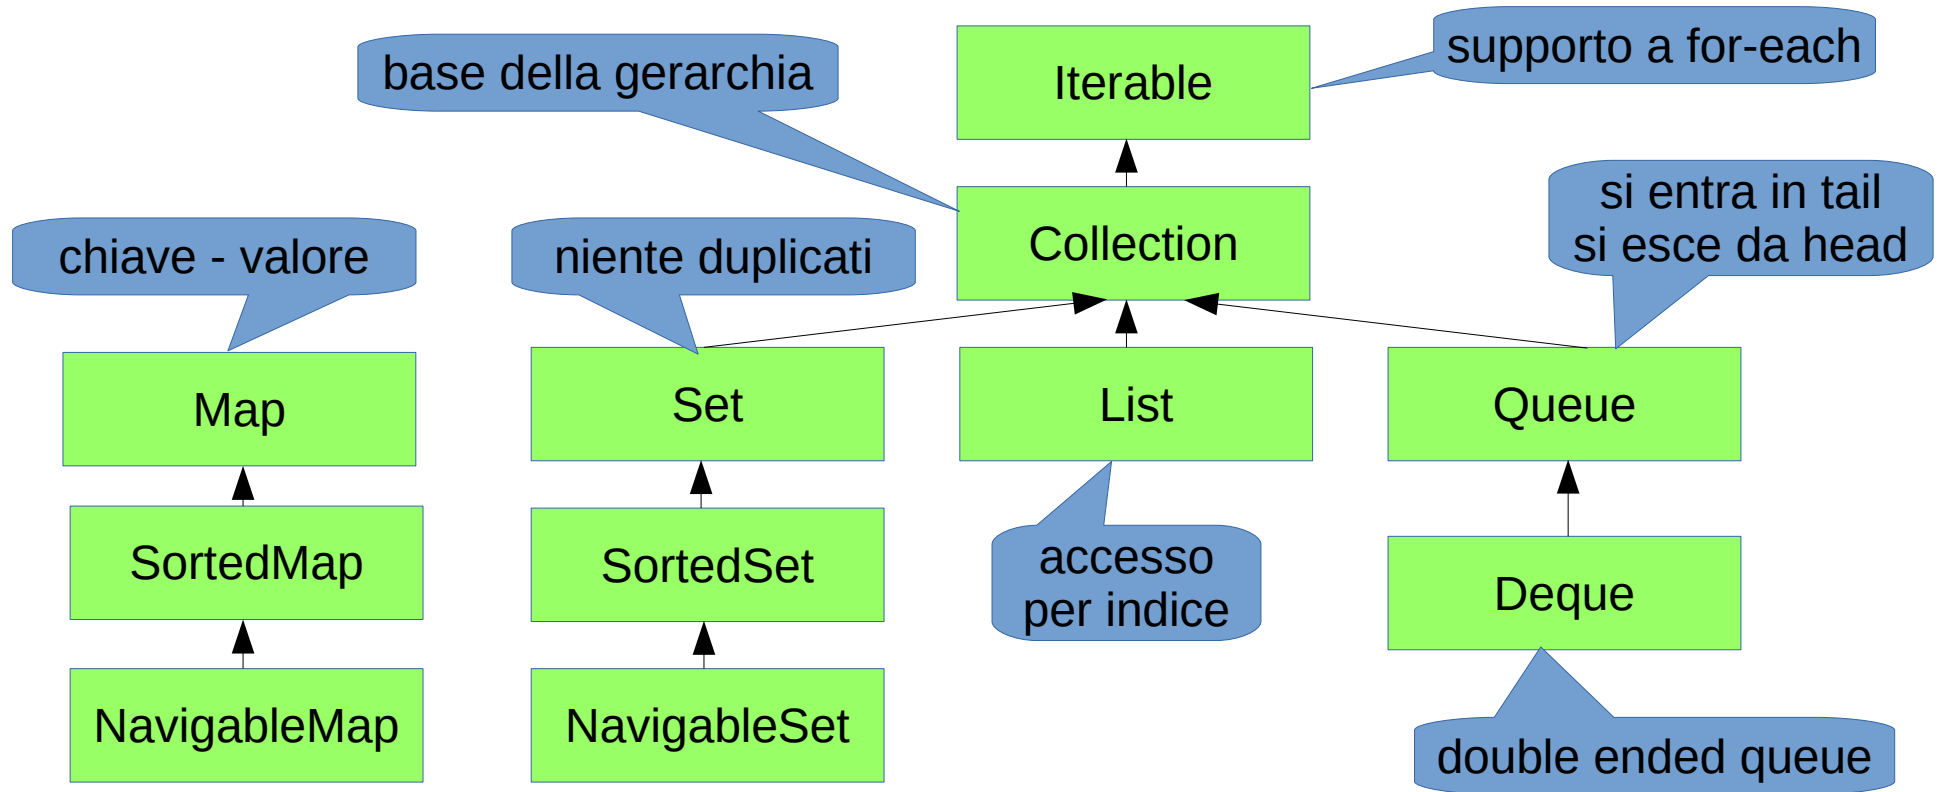 base della gerarchia
Iterable
supporto a for-each
chiave - valore
niente duplicati
Collection
si entra in tail
si esce da head
Map
Set
List
Queue
SortedMap
SortedSet
accesso
per indice
Deque
NavigableMap
NavigableSet
double ended queue